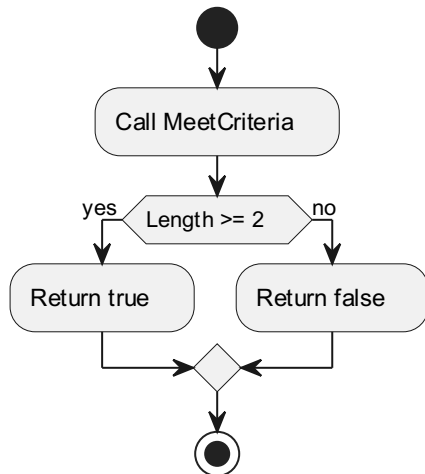 Call MeetCriteria
yes
Length >= 2
no
Return true
Return false